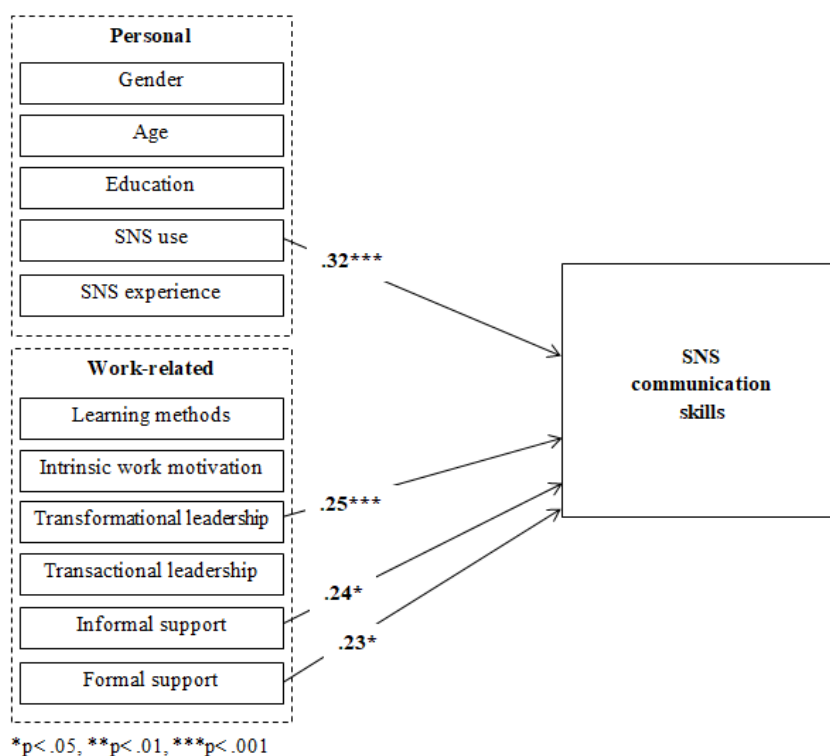 Personal
Gender
Age
Education
SNS use
SNS experience
.32***
SNS
communication
skills
Work-related
Learning methods
Intrinsic work motivation
Transformational leadership
Transactional leadership
Informal support
Formal support
.25***
.24*
.23*
*p<.05, **p<.01, ***p<.001